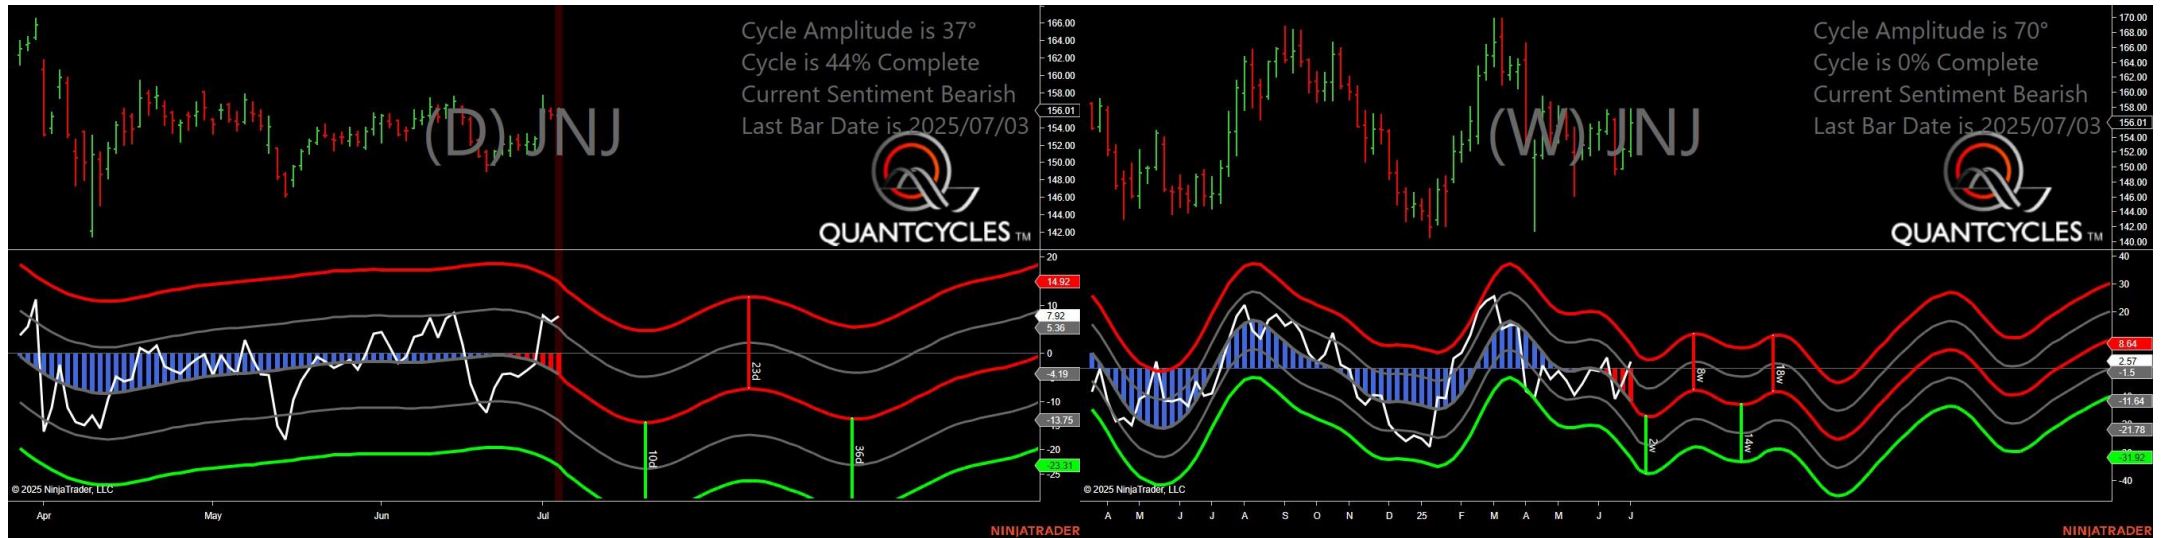 Cycle Amplitude is 37°
Cycle is 44% Complete
Current Sentiment Bearish
Last Bar Date is 2025/07/03
(D) JNJ
QUANTCYCLES TM
166.00
164.00
162.00
160.00
158.00
156.01
154.00
152.00
150.00
148.00
146.00
144.00
142.00
20
14.92
10
7.92
5.36
0
-4.19
-10
-13.75
-20
-23.31
-25
23d
10d
36d
© 2025 NinjaTrader, LLC
Apr May Jun Jul
NINJATRADER
Cycle Amplitude is 70°
Cycle is 0% Complete
Current Sentiment Bearish
Last Bar Date is 2025/07/03
(W) JNJ
QUANTCYCLES TM
170.00
168.00
166.00
164.00
162.00
160.00
158.00
156.01
154.00
152.00
150.00
148.00
146.00
144.00
142.00
140.00
40
30
20
8.64
2.57
-1.5
-11.64
-21.78
-31.92
-40
8w
18w
2w
14w
© 2025 NinjaTrader, LLC
A M J J A S O N D 25 F M A M J J
NINJATRADER